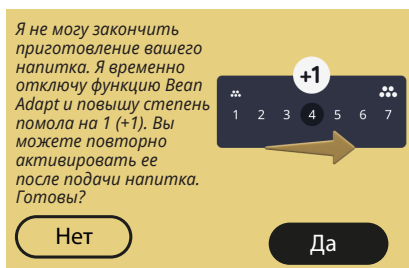 Я не могу закончить
приготовление вашего
напитка. Я временно
отключу функцию Bean
Adapt и повышу степень
помола на 1 (+1). Вы
можете повторно
активировать ее
после подачи напитка.
Готовы?
+1
1 2 3 4 5 6 7
Нет
Да